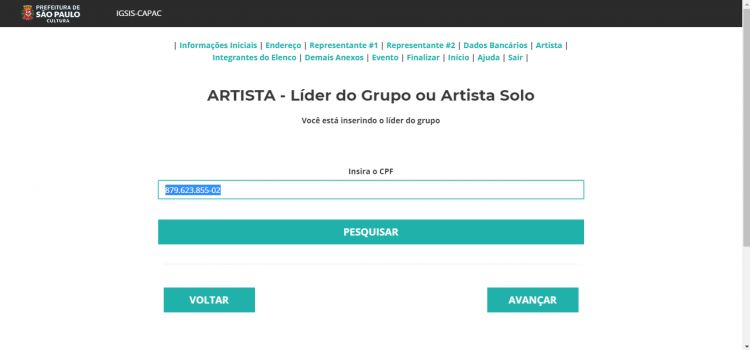 PREFEITURA DE
SÃO PAULO
CULTURA
IGSIS-CAPAC
| Informações Iniciais | Endereço | Representante #1 | Representante #2 | Dados Bancários | Artista |
Integrantes do Elenco | Demais Anexos | Evento | Finalizar | Início | Ajuda | Sair |
ARTISTA - Líder do Grupo ou Artista Solo
Você está inserindo o líder do grupo
Insira o CPF
879.623.855-02
PESQUISAR
VOLTAR
AVANÇAR